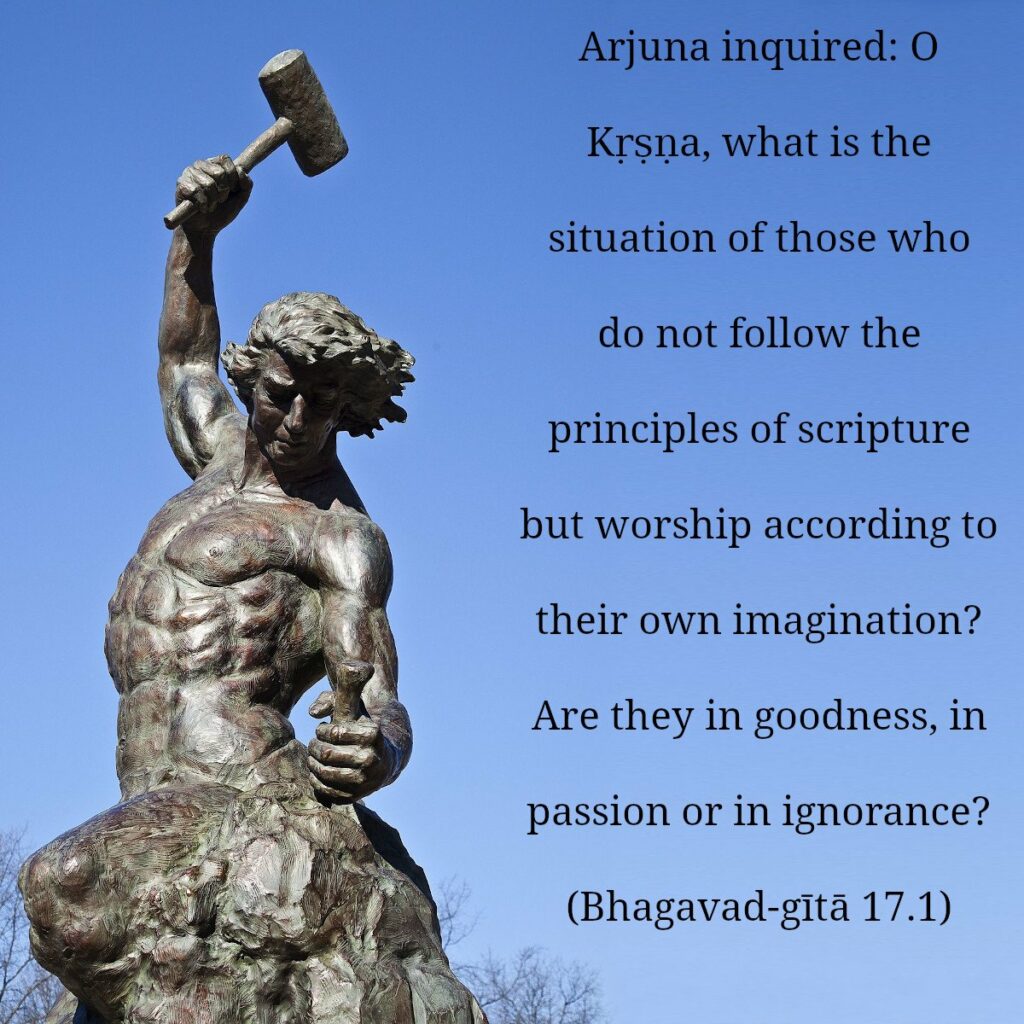 Arjuna inquired: O
Kṛṣṇa, what is the
situation of those who
do not follow the
principles of scripture
but worship according to
their own imagination?
Are they in goodness, in
passion or in ignorance?
(Bhagavad-gītā 17.1)